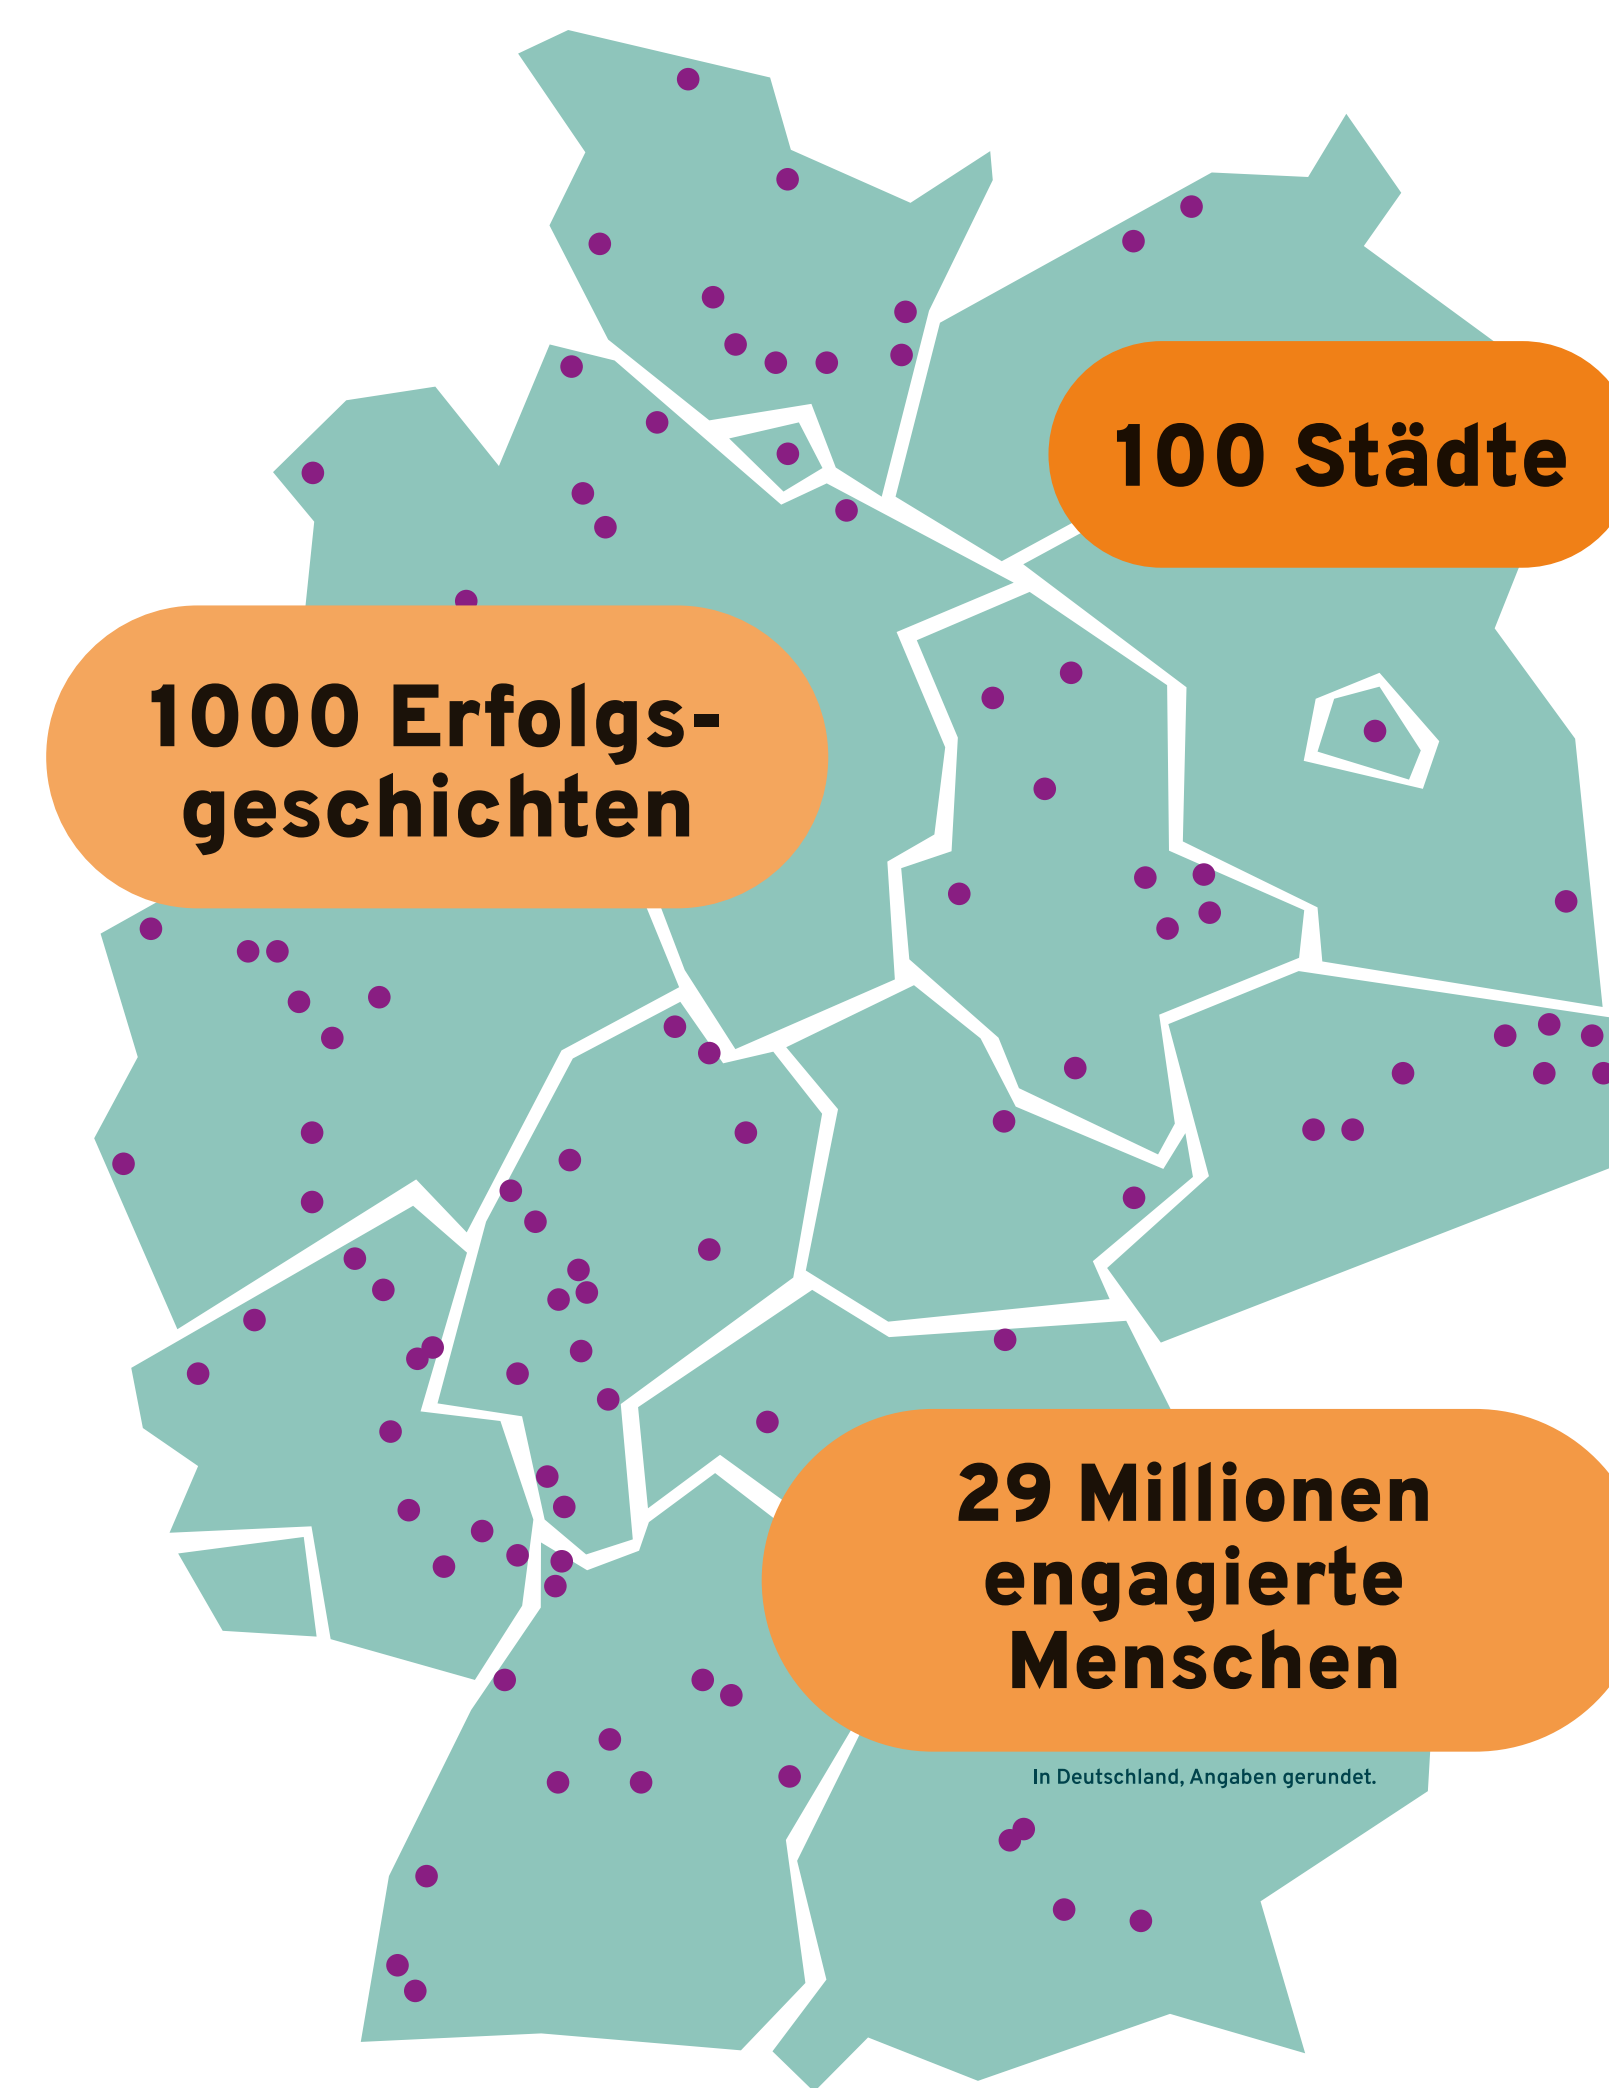 100 Städte
1000 Erfolgs-
geschichten
29 Millionen
engagierte
Menschen
In Deutschland, Angaben gerundet.